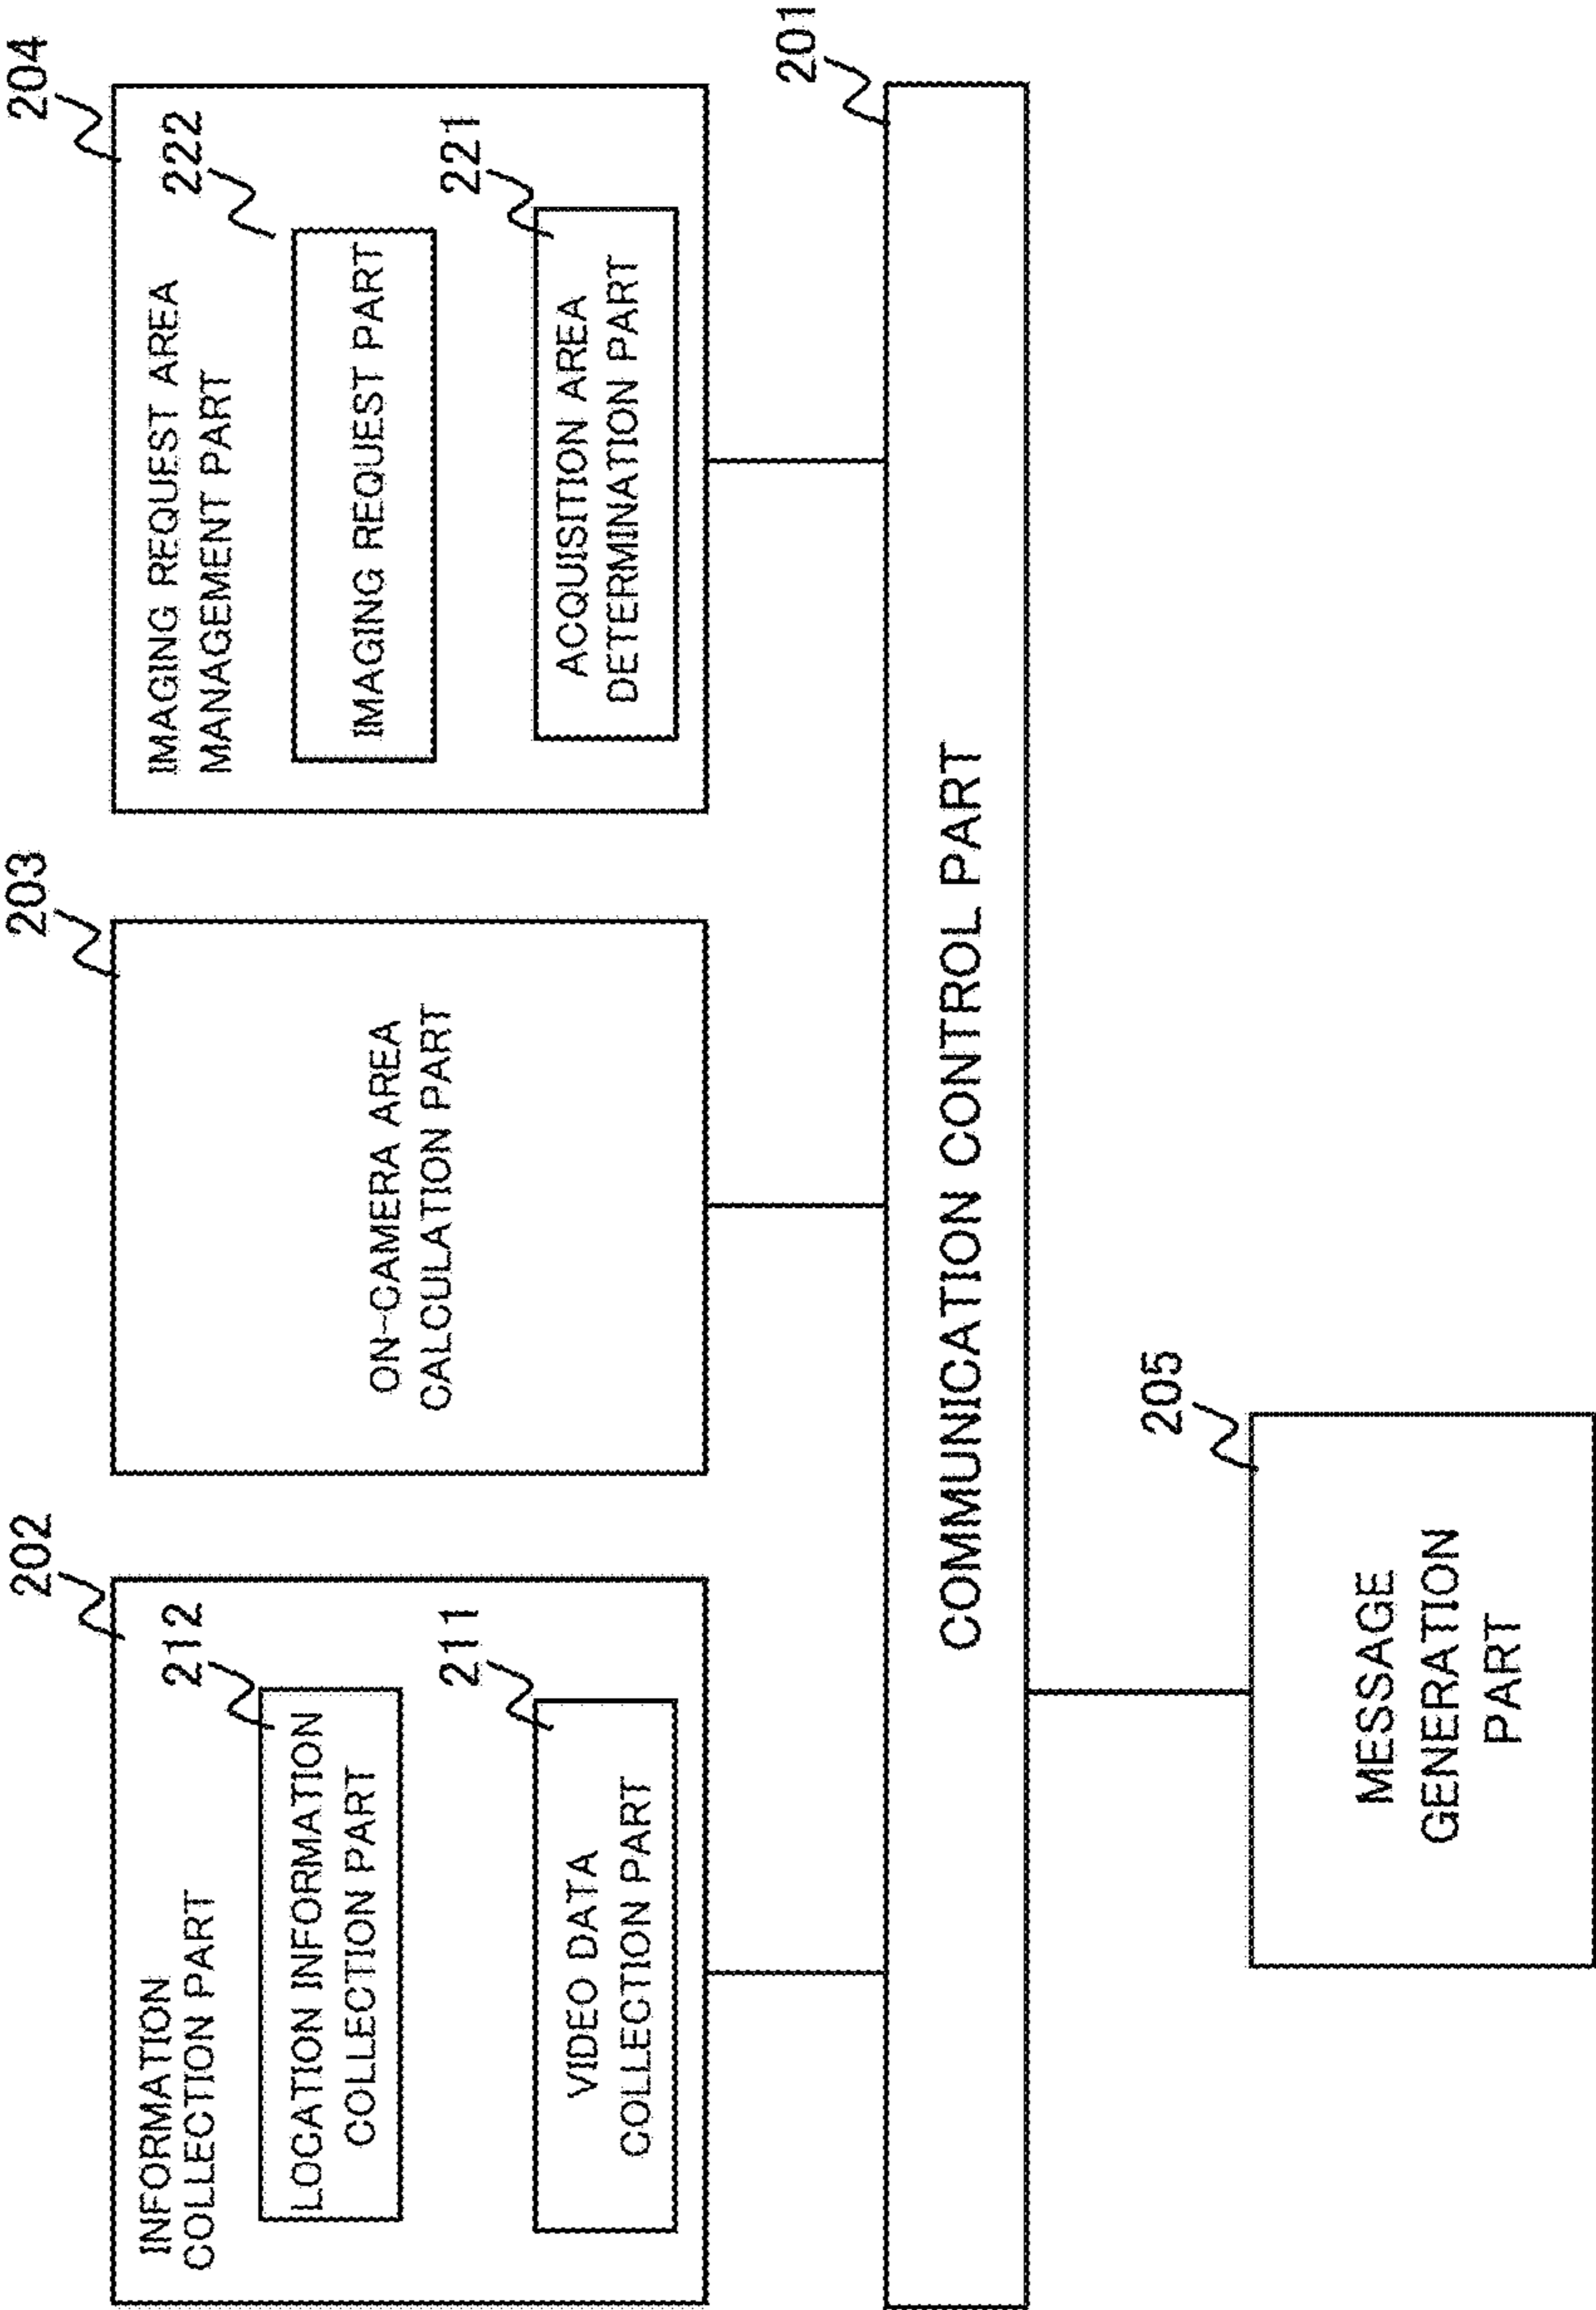 202
INFORMATION
COLLECTION PART
212
LOCATION INFORMATION
COLLECTION PART
211
VIDEO DATA
COLLECTION PART
203
ON-CAMERA AREA
CALCULATION PART
204
IMAGING REQUEST AREA
MANAGEMENT PART
222
IMAGING REQUEST PART
221
ACQUISITION AREA
DETERMINATION PART
201
COMMUNICATION CONTROL PART
205
MESSAGE
GENERATION
PART